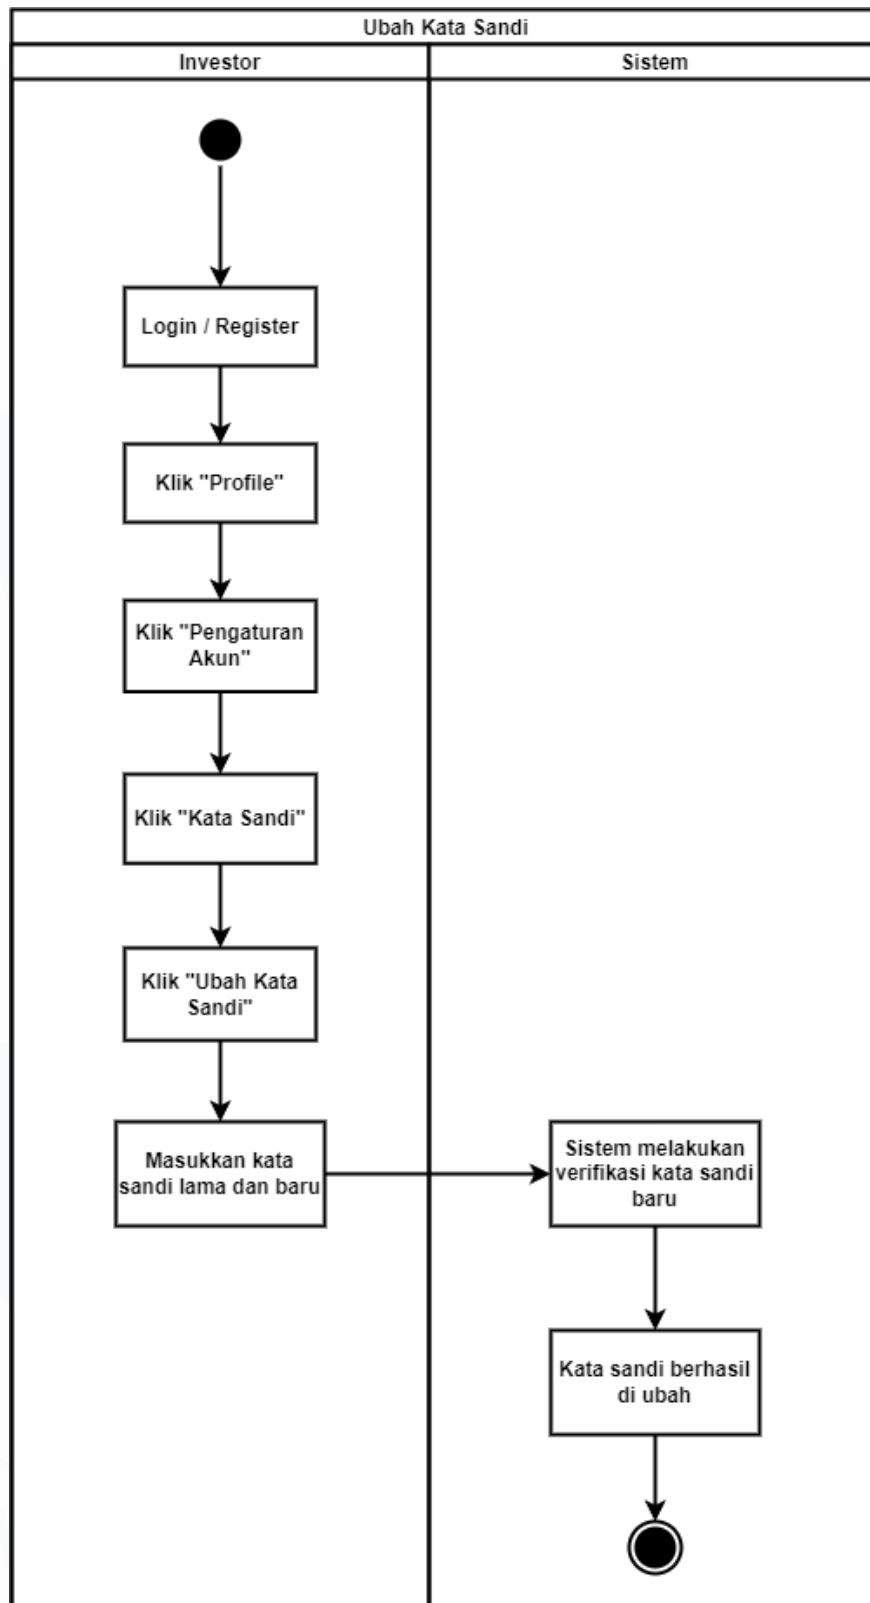 Ubah Kata Sandi
Investor
Sistem
Login / Register
Klik "Profile"
Klik "Pengaturan
Akun"
Klik "Kata Sandi"
Klik "Ubah Kata
Sandi"
Masukkan kata
sandi lama dan baru
Sistem melakukan
verifikasi kata sandi
baru
Kata sandi berhasil
di ubah